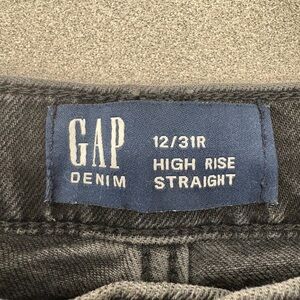 GAP
DENIM
12/31R
HIGH RISE
STRAIGHT